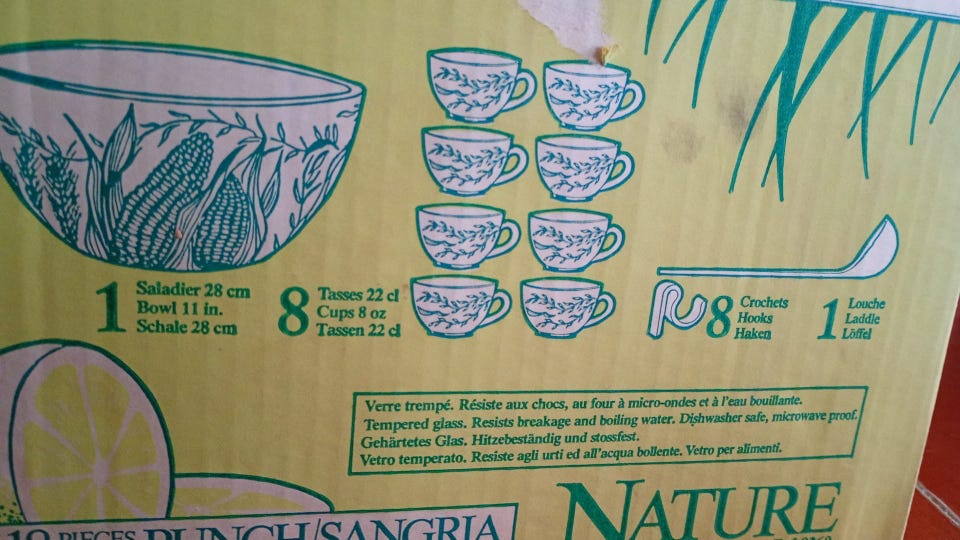 1 Saladier 28 cm
Bowl 11 in.
Schale 28 cm
8 Tasses 22 cl
Cups 8 oz
Tassen 22 cl
8 Crochets
Hooks
Haken
1 Louche
Laddle
Löffel
Verre trempé. Résiste aux chocs, au four à micro-ondes et à l'eau bouillante.
Tempered glass. Resists breakage and boiling water. Dishwasher safe, microwave proof.
Gehärtetes Glas. Hitzebeständig und stossfest.
Vetro temperato. Resiste agli urti ed all'acqua bollente. Vetro per alimenti.
PIECES PUNCH/SANGRIA
NATURE